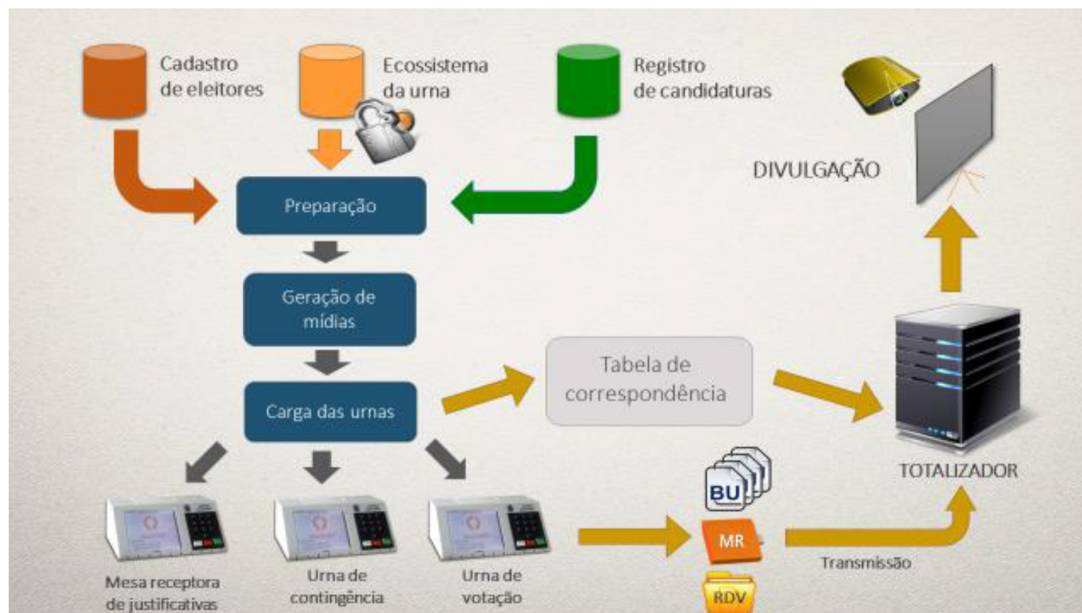 Cadastro
de eleitores
Ecossistema
da urna
Registro
de candidaturas
DIVULGAÇÃO
Preparação
Geração de
mídias
Tabela de
correspondência
Carga das urnas
TOTALIZADOR
BU
MR
Transmissão
RDV
Mesa receptora
de justificativas
Urna de
contingência
Urna de
votação